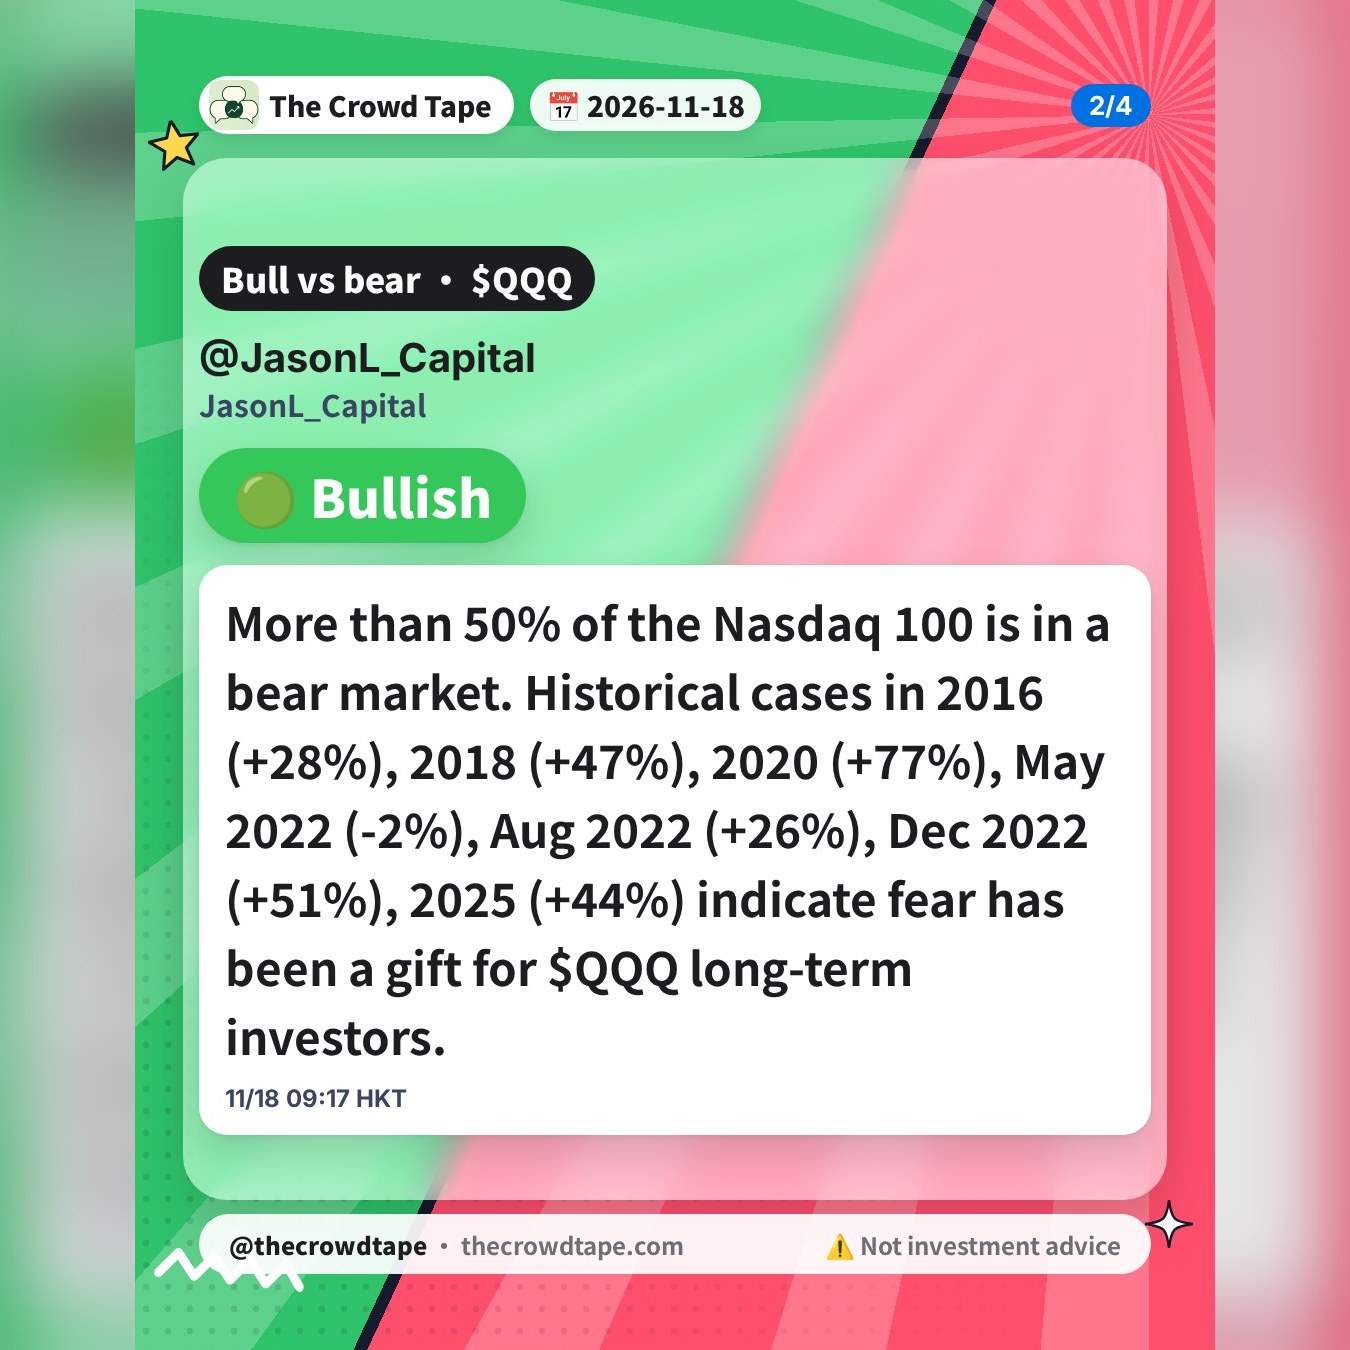 The Crowd Tape
📅 2026-11-18
2/4
Bull vs bear • $QQQ
@JasonL_Capital
JasonL_Capital
🟢 Bullish
More than 50% of the Nasdaq 100 is in a
bear market. Historical cases in 2016
(+28%), 2018 (+47%), 2020 (+77%), May
2022 (-2%), Aug 2022 (+26%), Dec 2022
(+51%), 2025 (+44%) indicate fear has
been a gift for $QQQ long-term
investors.
11/18 09:17 HKT
@thecrowdtape • thecrowdtape.com
⚠️ Not investment advice